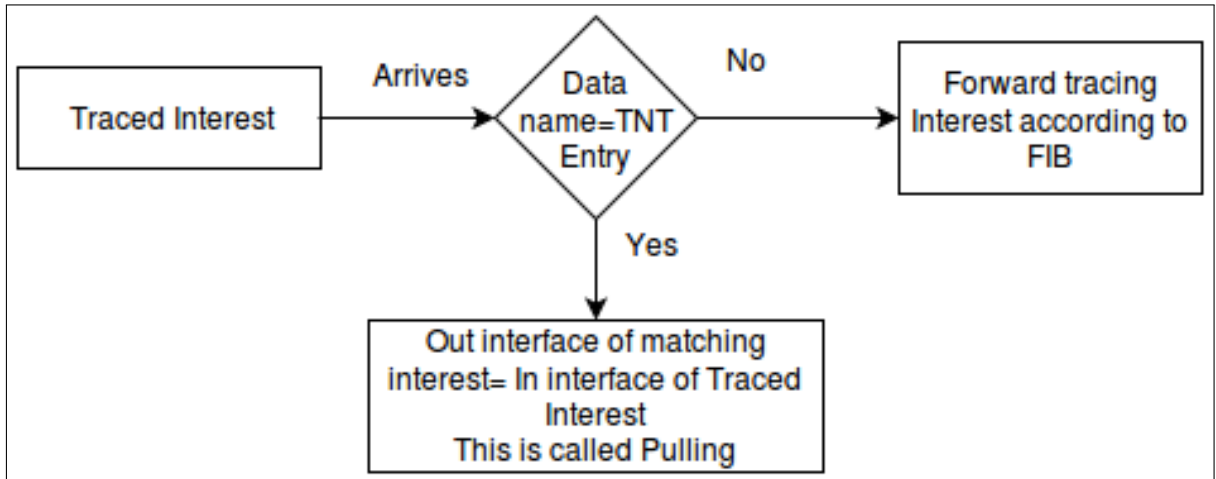 Traced Interest
Arrives
Data
name=TNT
Entry
No
Forward tracing
Interest according to
FIB
Yes
Out interface of matching
interest= In interface of Traced
Interest
This is called Pulling